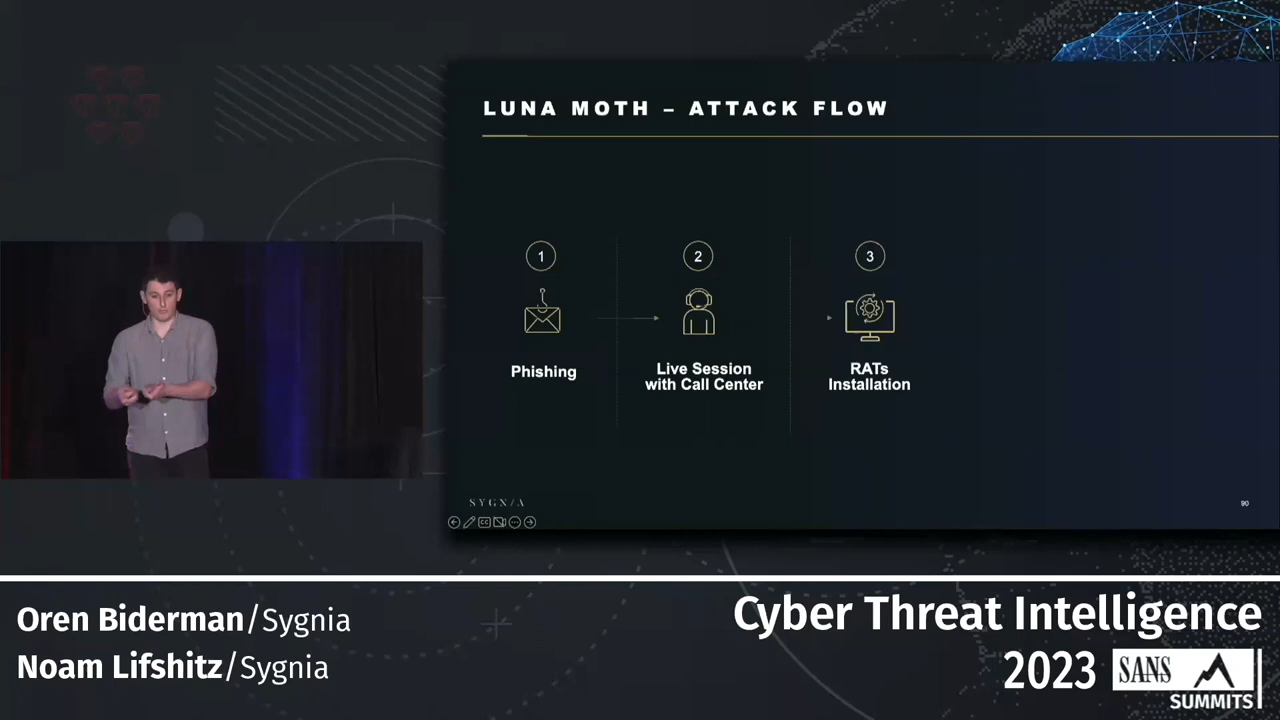 LUNA MOTH – ATTACK FLOW
1
2
3
Phishing
Live Session
with Call Center
RATs
Installation
SYGNIA
90
CC
Oren Biderman/Sygnia
Noam Lifshitz/Sygnia
Cyber Threat Intelligence
2023
SANS
SUMMITS